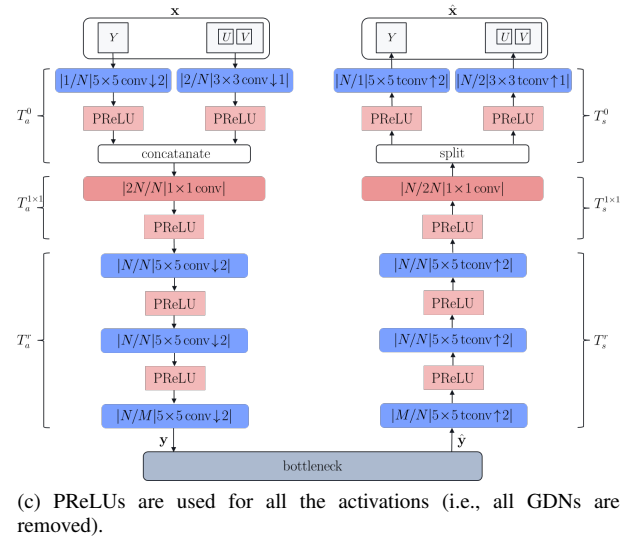 x
x̂
Y
U V
Y
U V
|1/N|5×5 conv↓2|
|2/N|3×3 conv↓1|
|N/1|5×5 tconv↑2|
|N/2|3×3 tconv↑1|
T_a^0
T_s^0
PReLU
PReLU
PReLU
PReLU
concatanate
split
T_a^{1×1}
|2N/N|1×1 conv|
|N/2N|1×1 conv|
T_s^{1×1}
PReLU
PReLU
|N/N|5×5 conv↓2|
|N/N|5×5 tconv↑2|
PReLU
PReLU
T_a^r
|N/N|5×5 conv↓2|
|N/N|5×5 tconv↑2|
T_s^r
PReLU
PReLU
|N/M|5×5 conv↓2|
|M/N|5×5 tconv↑2|
y
ŷ
bottleneck
(c) PReLUs are used for all the activations (i.e., all GDNs are
removed).